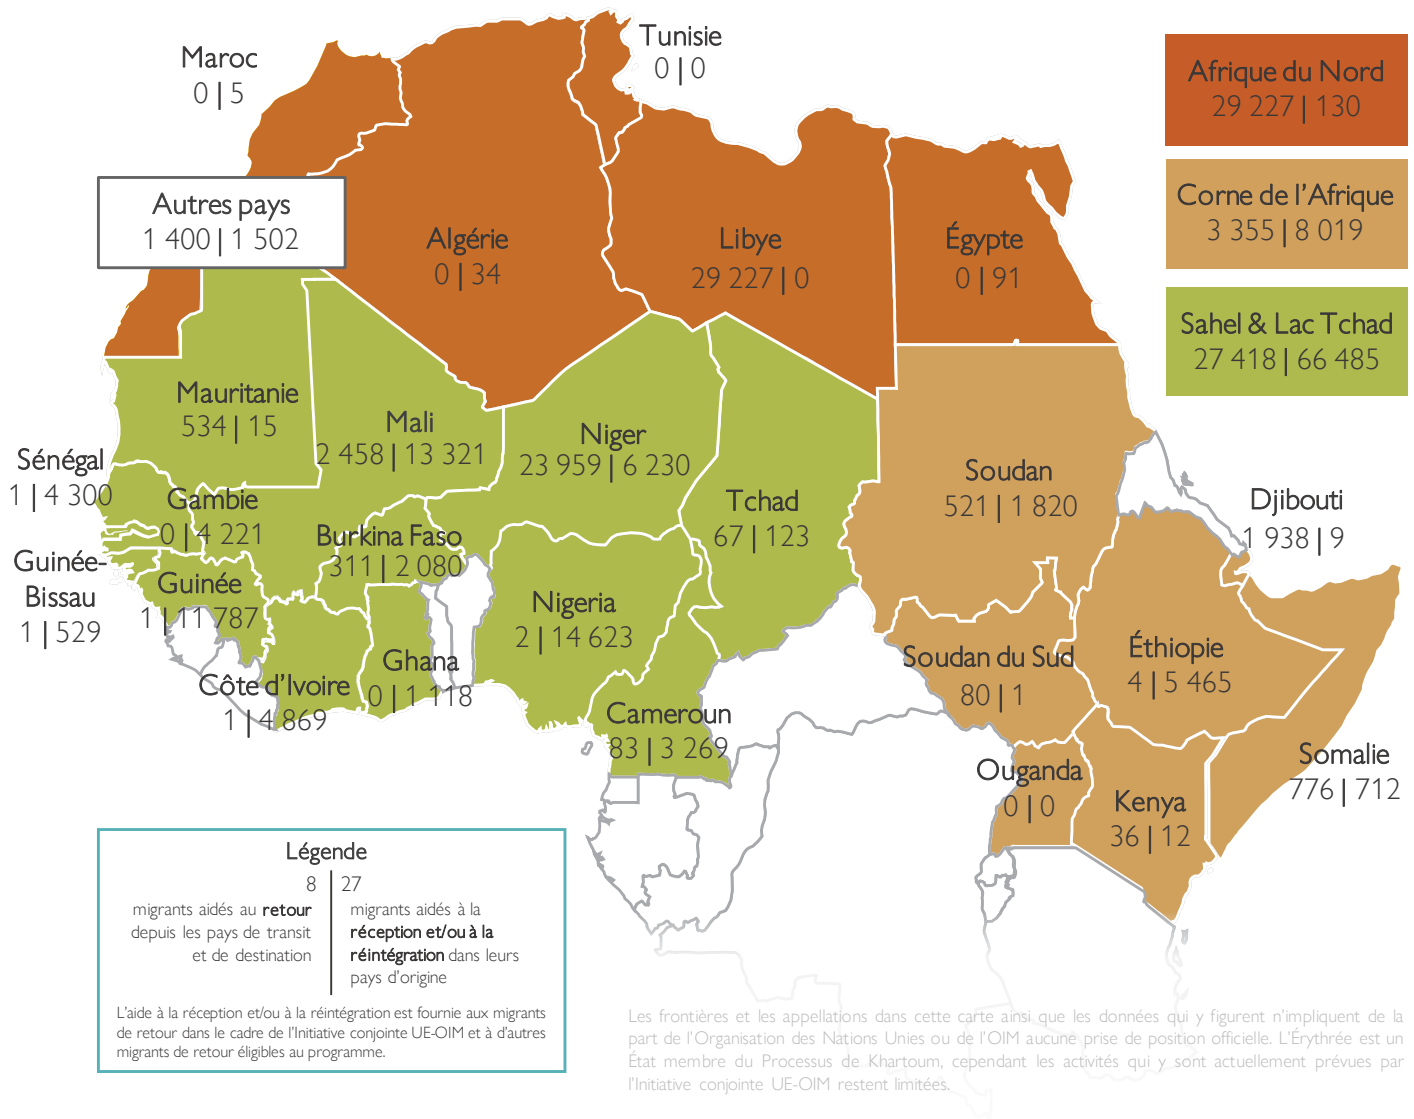 Tunisie
0|0
Maroc
0|5
Afrique du Nord
29 227|130
Corne de l'Afrique
3 355|8 019
Sahel & Lac Tchad
27 418|66 485
Autres pays
1 400|1 502
Algérie
0|34
Libye
29 227|0
Égypte
0|91
Mauritanie
534|15
Mali
2 458|13 321
Niger
23 959|6 230
Sénégal
1|4 300
Gambie
0|4 221
Tchad
67|123
Soudan
521|1 820
Djibouti
1 938|9
Burkina Faso
311|2 080
Guinée-
Bissau
1|529
Guinée
1|11 787
Nigeria
2|14 623
Ghana
0|1 118
Côte d'Ivoire
1|4 869
Cameroun
83|3 269
Soudan du Sud
80|1
Éthiopie
4|5 465
Ouganda
0|0
Kenya
36|12
Somalie
776|712
Légende
8|27
migrants aidés au retour
depuis les pays de transit
et de destination
migrants aidés à la
réception et/ou à la
réintégration dans leurs
pays d'origine
L'aide à la réception et/ou à la réintégration est fournie aux migrants
de retour dans le cadre de l'Initiative conjointe UE-OIM et à d'autres
migrants de retour éligibles au programme.
Les frontières et les appellations dans cette carte ainsi que les données qui y figurent n'impliquent de la
part de l'Organisation des Nations Unies ou de l'OIM aucune prise de position officielle. L'Érythrée est un
État membre du Processus de Khartoum, cependant les activités qui y sont actuellement prévues par
l'Initiative conjointe UE-OIM restent limitées.